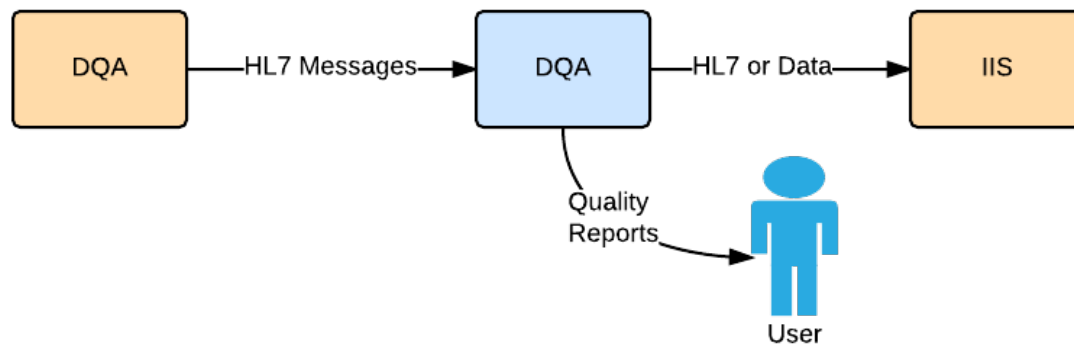 DQA
HL7 Messages
DQA
HL7 or Data
IIS
Quality
Reports
User